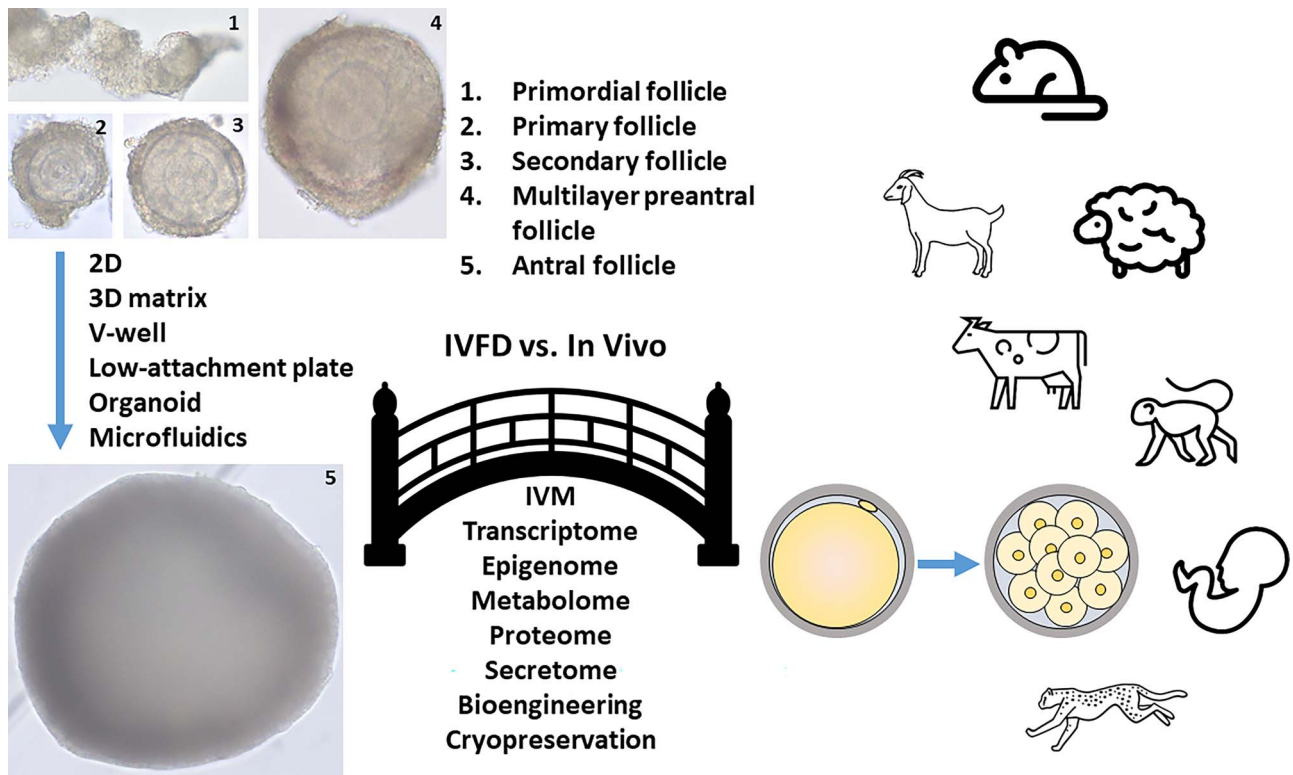 1
4
2
3
1. Primordial follicle
2. Primary follicle
3. Secondary follicle
4. Multilayer preantral
follicle
5. Antral follicle
2D
3D matrix
V-well
Low-attachment plate
Organoid
Microfluidics
5
IVFD vs. In Vivo
IVM
Transcriptome
Epigenome
Metabolome
Proteome
Secretome
Bioengineering
Cryopreservation